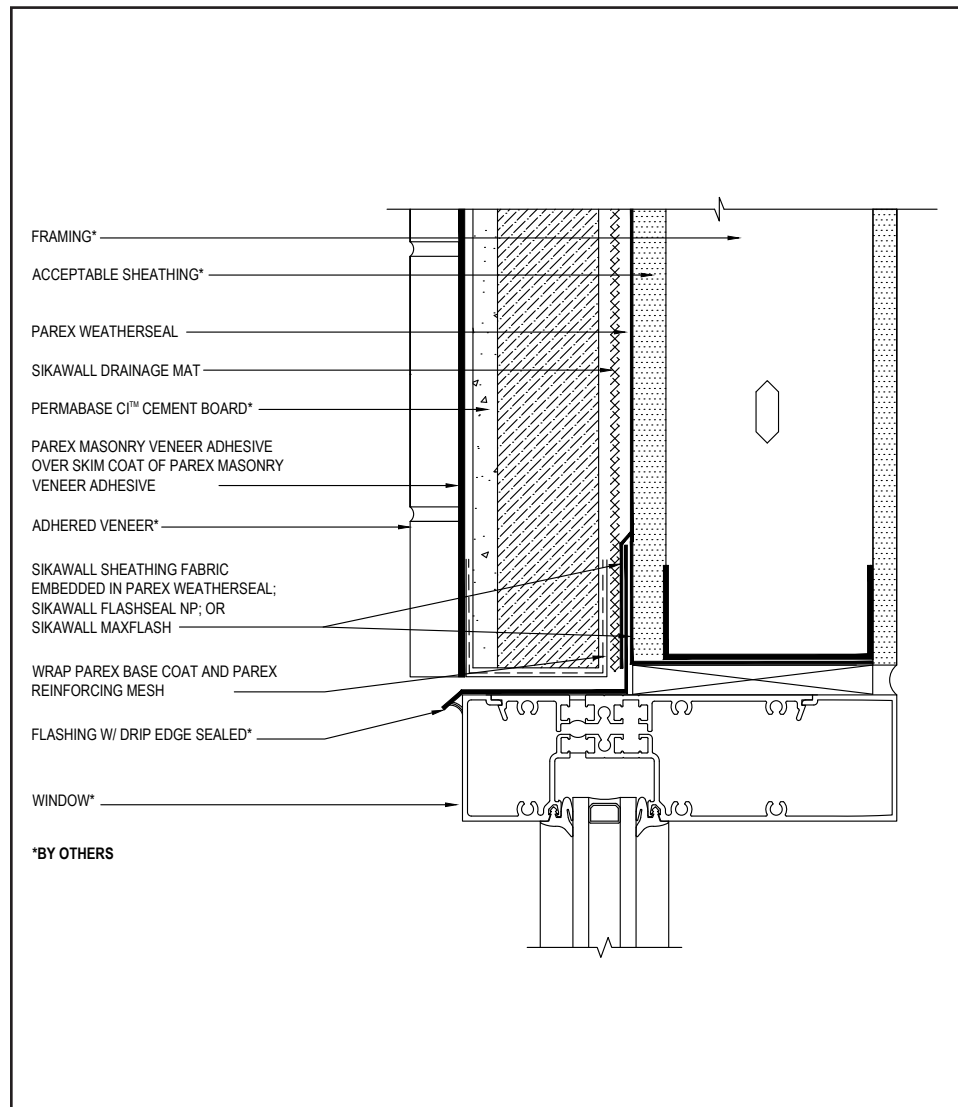 FRAMING*
ACCEPTABLE SHEATHING*
PAREX WEATHERSEAL
SIKAWALL DRAINAGE MAT
PERMABASE CI™ CEMENT BOARD*
PAREX MASONRY VENEER ADHESIVE
OVER SKIM COAT OF PAREX MASONRY
VENEER ADHESIVE
ADHERED VENEER*
SIKAWALL SHEATHING FABRIC
EMBEDDED IN PAREX WEATHERSEAL;
SIKAWALL FLASHSEAL NP; OR
SIKAWALL MAXFLASH
WRAP PAREX BASE COAT AND PAREX
REINFORCING MESH
FLASHING W/ DRIP EDGE SEALED*
WINDOW*
*BY OTHERS